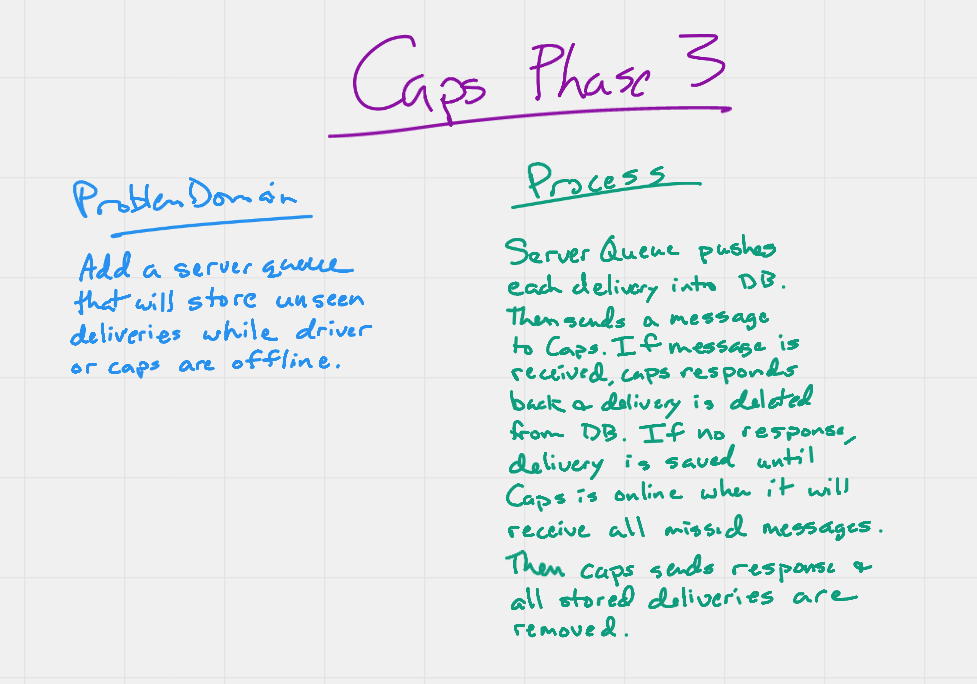 Caps Phase 3
Problem Domain
Add a server queue
that will store unseen
deliveries while driver
or caps are offline.
Process
Server Queue pushes
each delivery into DB.
Then sends a message
to Caps. If message is
received, caps responds
back & delivery is deleted
from DB. If no response,
delivery is saved until
Caps is online when it will
receive all missed messages.
Then caps sends response &
all stored deliveries are
removed.